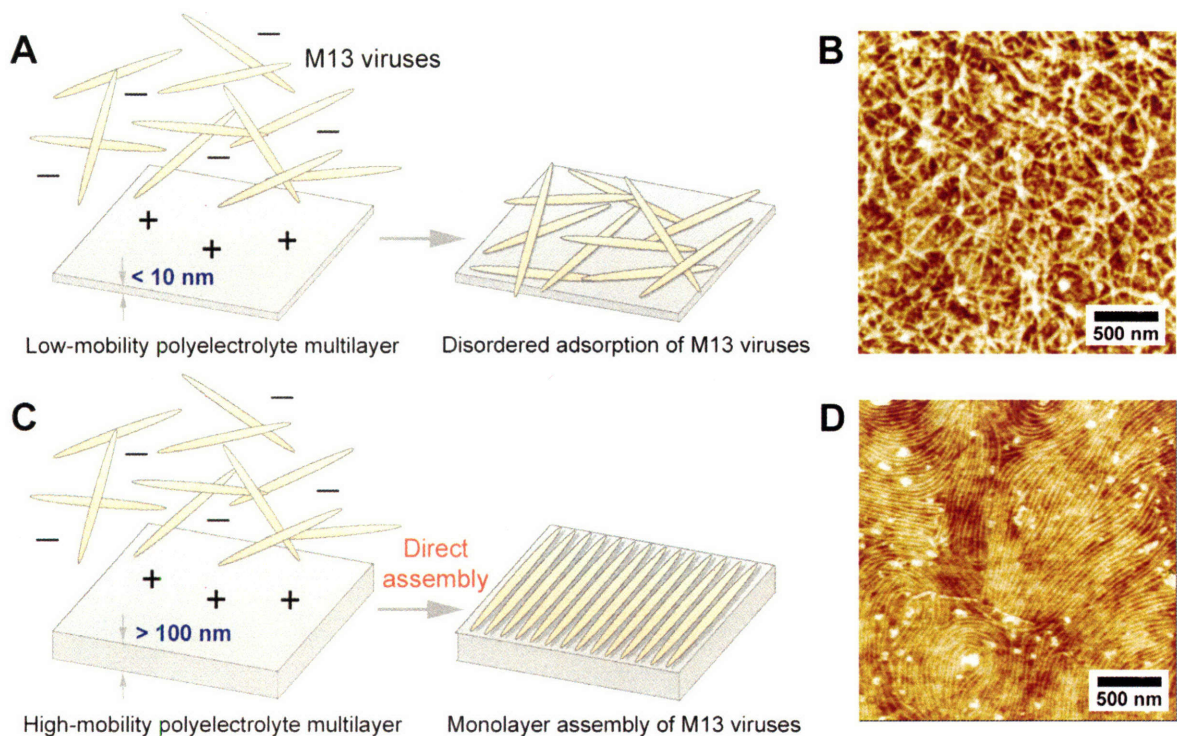 A
M13 viruses
−
−
−
−
−
+
+
+
< 10 nm
Low-mobility polyelectrolyte multilayer
Disordered adsorption of M13 viruses
B
500 nm
C
−
−
−
−
−
+
+
+
> 100 nm
Direct
assembly
High-mobility polyelectrolyte multilayer
Monolayer assembly of M13 viruses
D
500 nm